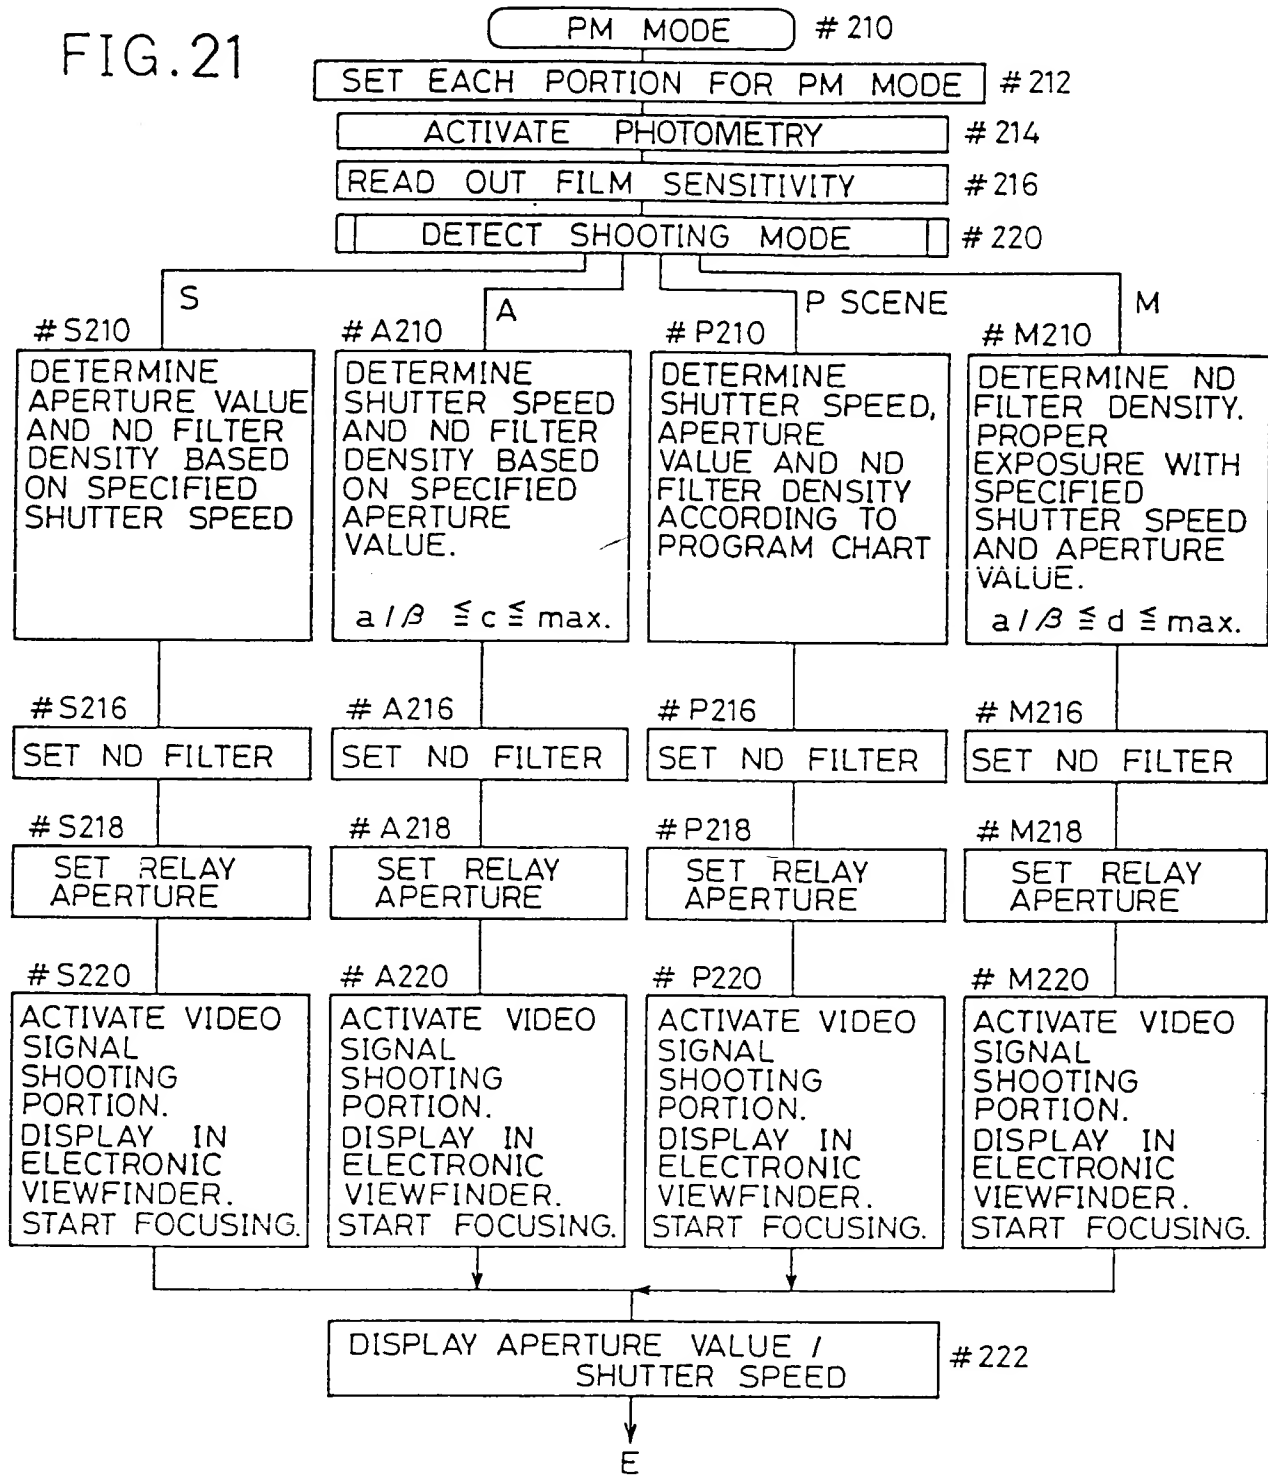 FIG.21
PM MODE
# 210
SET EACH PORTION FOR PM MODE
# 212
ACTIVATE PHOTOMETRY
# 214
READ OUT FILM SENSITIVITY
# 216
DETECT SHOOTING MODE
# 220
S
A
P SCENE
M
# S210
DETERMINE
APERTURE VALUE
AND ND FILTER
DENSITY BASED
ON SPECIFIED
SHUTTER SPEED
# A210
DETERMINE
SHUTTER SPEED
AND ND FILTER
DENSITY BASED
ON SPECIFIED
APERTURE
VALUE.
a / β ≦ c ≦ max.
# P210
DETERMINE
SHUTTER SPEED,
APERTURE
VALUE AND ND
FILTER DENSITY
ACCORDING TO
PROGRAM CHART
# M210
DETERMINE ND
FILTER DENSITY.
PROPER
EXPOSURE WITH
SPECIFIED
SHUTTER SPEED
AND APERTURE
VALUE.
a / β ≦ d ≦ max.
# S216
SET ND FILTER
# A216
SET ND FILTER
# P216
SET ND FILTER
# M216
SET ND FILTER
# S218
SET RELAY
APERTURE
# A218
SET RELAY
APERTURE
# P218
SET RELAY
APERTURE
# M218
SET RELAY
APERTURE
# S220
ACTIVATE VIDEO
SIGNAL
SHOOTING
PORTION.
DISPLAY IN
ELECTRONIC
VIEWFINDER.
START FOCUSING.
# A220
ACTIVATE VIDEO
SIGNAL
SHOOTING
PORTION.
DISPLAY IN
ELECTRONIC
VIEWFINDER.
START FOCUSING.
# P220
ACTIVATE VIDEO
SIGNAL
SHOOTING
PORTION.
DISPLAY IN
ELECTRONIC
VIEWFINDER.
START FOCUSING.
# M220
ACTIVATE VIDEO
SIGNAL
SHOOTING
PORTION.
DISPLAY IN
ELECTRONIC
VIEWFINDER.
START FOCUSING.
DISPLAY APERTURE VALUE /
SHUTTER SPEED
# 222
E